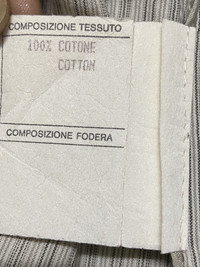 COMPOSIZIONE TESSUTO
100% COTONE
COTTON
COMPOSIZIONE FODERA